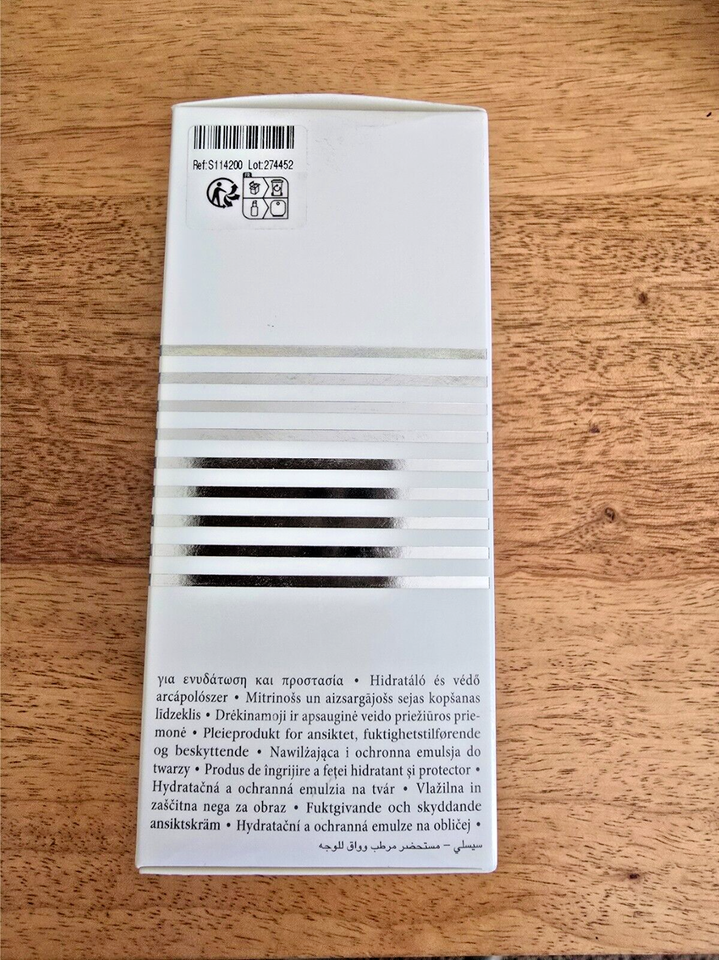 Ref:S114200 Lot:274452
FR
για ενυδάτωση και προστασία • Hidratáló és védő
arcápolószer • Mitrinošs un aizsargājošs sejas kopšanas
līdzeklis • Drėkinamoji ir apsauginė veido priežiūros prie-
monė • Pleieprodukt for ansiktet, fuktighetstilførende
og beskyttende • Nawilżająca i ochronna emulsja do
twarzy • Produs de îngrijire a feței hidratant și protector •
Hydratačná a ochranná emulzia na tvár • Vlažilna in
zaščitna nega za obraz • Fuktgivande och skyddande
ansiktskräm • Hydratační a ochranná emulze na obličej •
سيسلي – مستحضر مرطب وواق للوجه